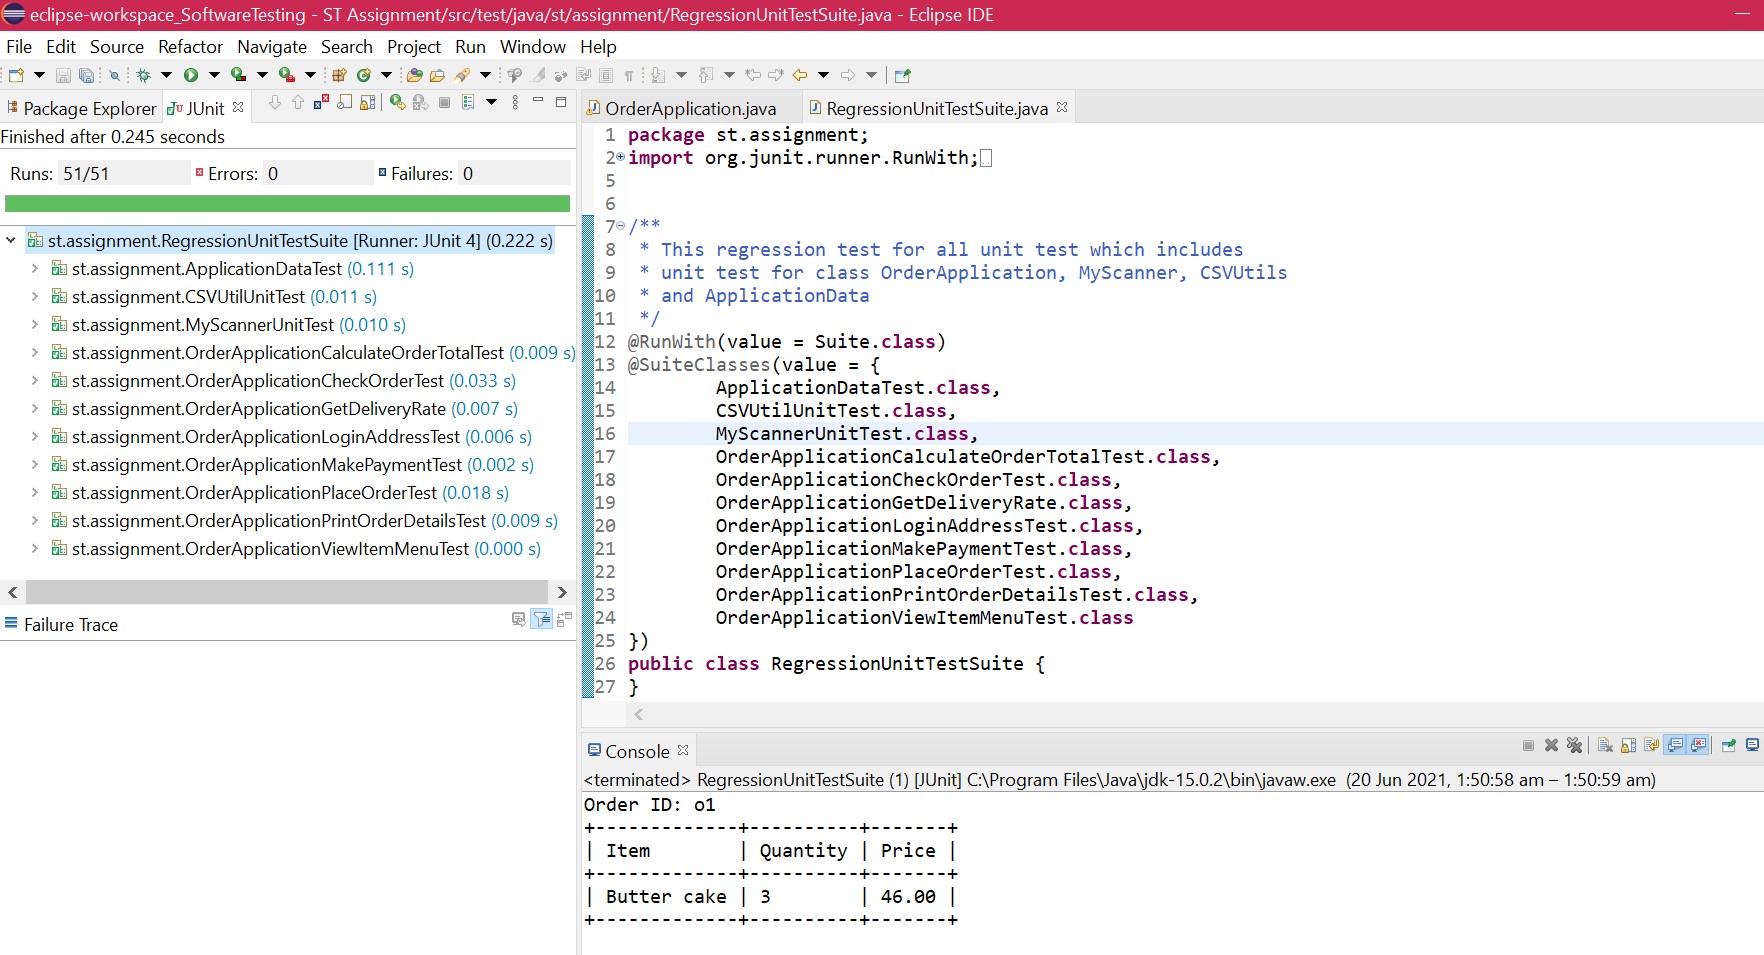 eclipse-workspace_SoftwareTesting - ST Assignment/src/test/java/st/assignment/RegressionUnitTestSuite.java - Eclipse IDE
File Edit Source Refactor Navigate Search Project Run Window Help
Package Explorer JUnit
Finished after 0.245 seconds
Runs: 51/51 Errors: 0 Failures: 0
st.assignment.RegressionUnitTestSuite [Runner: JUnit 4] (0.222 s)
st.assignment.ApplicationDataTest (0.111 s)
st.assignment.CSVUtilUnitTest (0.011 s)
st.assignment.MyScannerUnitTest (0.010 s)
st.assignment.OrderApplicationCalculateOrderTotalTest (0.009 s)
st.assignment.OrderApplicationCheckOrderTest (0.033 s)
st.assignment.OrderApplicationGetDeliveryRate (0.007 s)
st.assignment.OrderApplicationLoginAddressTest (0.006 s)
st.assignment.OrderApplicationMakePaymentTest (0.002 s)
st.assignment.OrderApplicationPlaceOrderTest (0.018 s)
st.assignment.OrderApplicationPrintOrderDetailsTest (0.009 s)
st.assignment.OrderApplicationViewItemMenuTest (0.000 s)
Failure Trace
OrderApplication.java RegressionUnitTestSuite.java
1 package st.assignment;
2 import org.junit.runner.RunWith;
5
6
7 /**
8 * This regression test for all unit test which includes
9 * unit test for class OrderApplication, MyScanner, CSVUtils
10 * and ApplicationData
11 */
12 @RunWith(value = Suite.class)
13 @SuiteClasses(value = {
14 ApplicationDataTest.class,
15 CSVUtilUnitTest.class,
16 MyScannerUnitTest.class,
17 OrderApplicationCalculateOrderTotalTest.class,
18 OrderApplicationCheckOrderTest.class,
19 OrderApplicationGetDeliveryRate.class,
20 OrderApplicationLoginAddressTest.class,
21 OrderApplicationMakePaymentTest.class,
22 OrderApplicationPlaceOrderTest.class,
23 OrderApplicationPrintOrderDetailsTest.class,
24 OrderApplicationViewItemMenuTest.class
25 })
26 public class RegressionUnitTestSuite {
27 }
Console
<terminated> RegressionUnitTestSuite (1) [JUnit] C:\Program Files\Java\jdk-15.0.2\bin\javaw.exe (20 Jun 2021, 1:50:58 am – 1:50:59 am)
Order ID: o1
+-------------+----------+-------+
| Item | Quantity | Price |
+-------------+----------+-------+
| Butter cake | 3 | 46.00 |
+-------------+----------+-------+